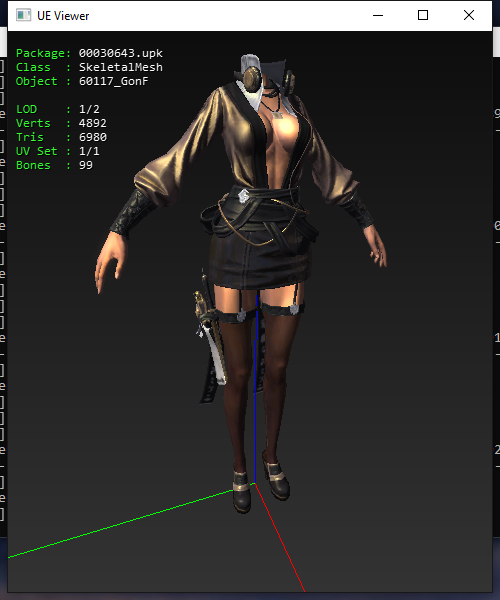 UE Viewer
Package: 00030643.upk
Class : SkeletalMesh
Object : 60117_GonF
LOD : 1/2
Verts : 4892
Tris : 6980
UV Set : 1/1
Bones : 99